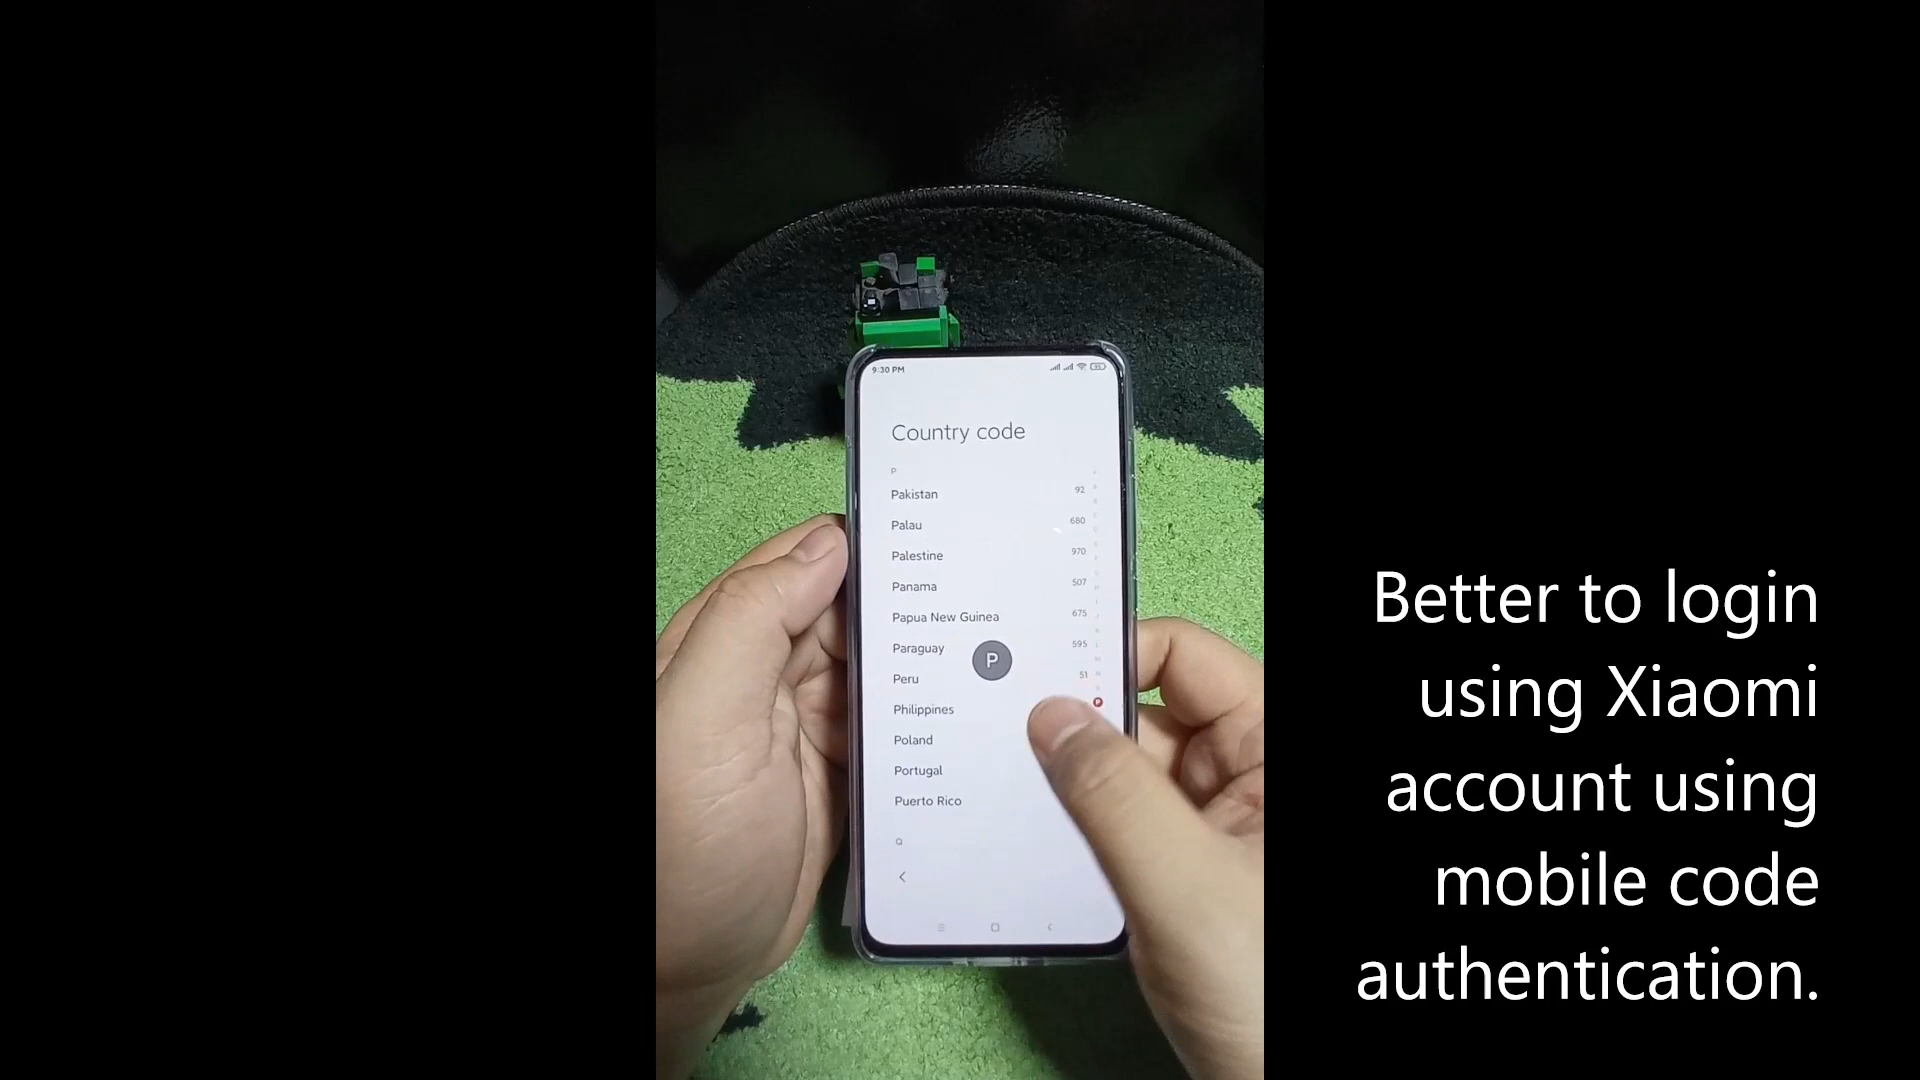 9:30 PM
Country code
P
Pakistan 92
Palau 680
Palestine 970
Panama 507
Papua New Guinea 675
Paraguay 595
P
Peru 51
P
Philippines
Poland
Portugal
Puerto Rico
Q
Better to login
using Xiaomi
account using
mobile code
authentication.